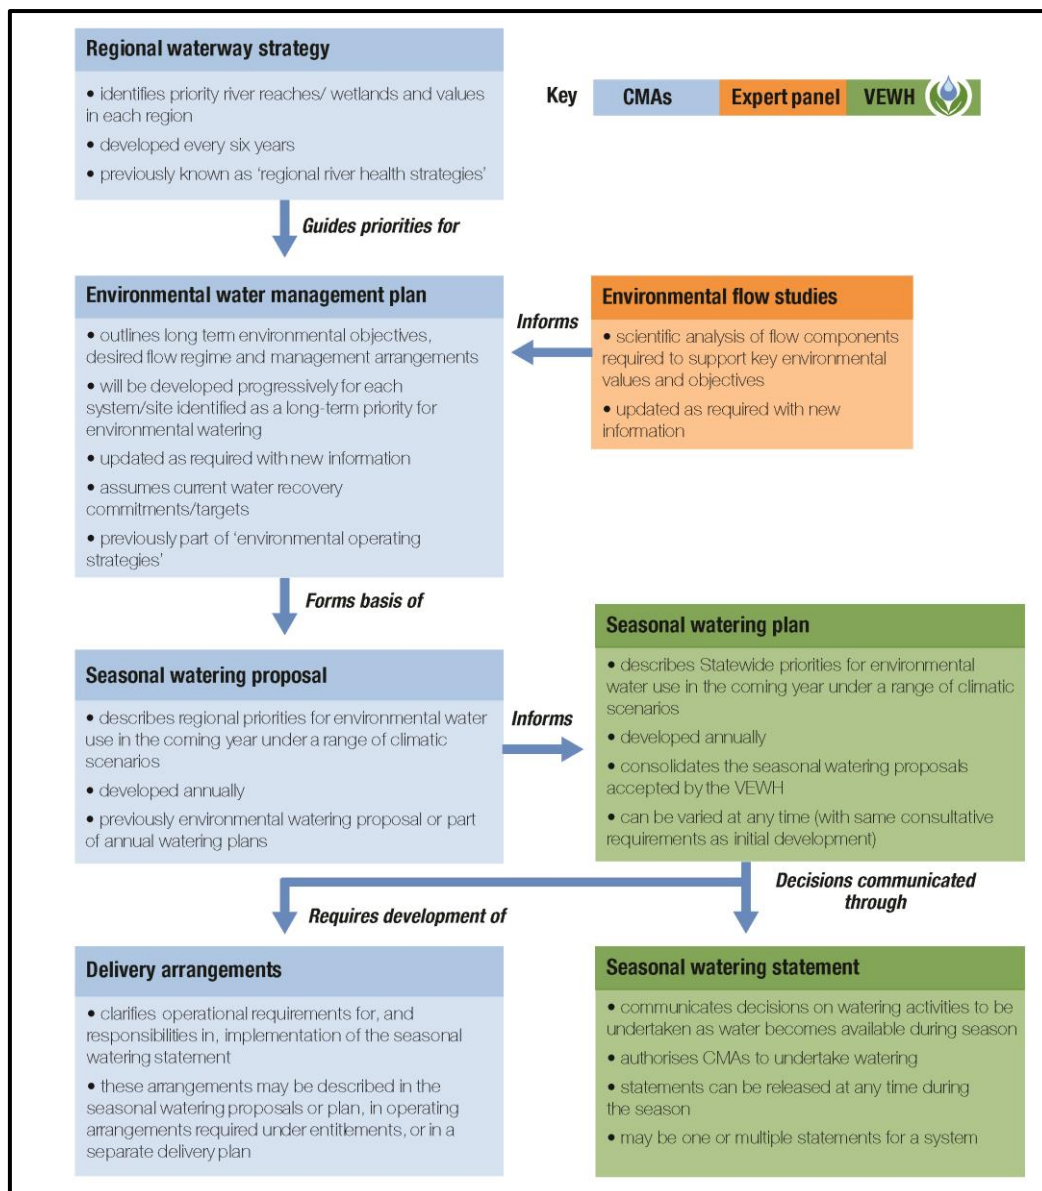 Regional waterway strategy
• identifies priority river reaches/ wetlands and values
in each region
• developed every six years
• previously known as ‘regional river health strategies’
Key
CMAs
Expert panel
VEWH
Guides priorities for
Environmental water management plan
• outlines long term environmental objectives,
desired flow regime and management arrangements
• will be developed progressively for each
system/site identified as a long-term priority for
environmental watering
• updated as required with new information
• assumes current water recovery
commitments/targets
• previously part of ‘environmental operating
strategies’
Informs
Environmental flow studies
• scientific analysis of flow components
required to support key environmental
values and objectives
• updated as required with new
information
Forms basis of
Seasonal watering proposal
• describes regional priorities for environmental water
use in the coming year under a range of climatic
scenarios
• developed annually
• previously environmental watering proposal or part
of annual watering plans
Informs
Seasonal watering plan
• describes Statewide priorities for environmental
water use in the coming year under a range of climatic
scenarios
• developed annually
• consolidates the seasonal watering proposals
accepted by the VEWH
• can be varied at any time (with same consultative
requirements as initial development)
Requires development of
Decisions communicated
through
Delivery arrangements
• clarifies operational requirements for, and
responsibilities in, implementation of the seasonal
watering statement
• these arrangements may be described in the
seasonal watering proposals or plan, in operating
arrangements required under entitlements, or in a
separate delivery plan
Seasonal watering statement
• communicates decisions on watering activities to be
undertaken as water becomes available during season
• authorises CMAs to undertake watering
• statements can be released at any time during
the season
• may be one or multiple statements for a system